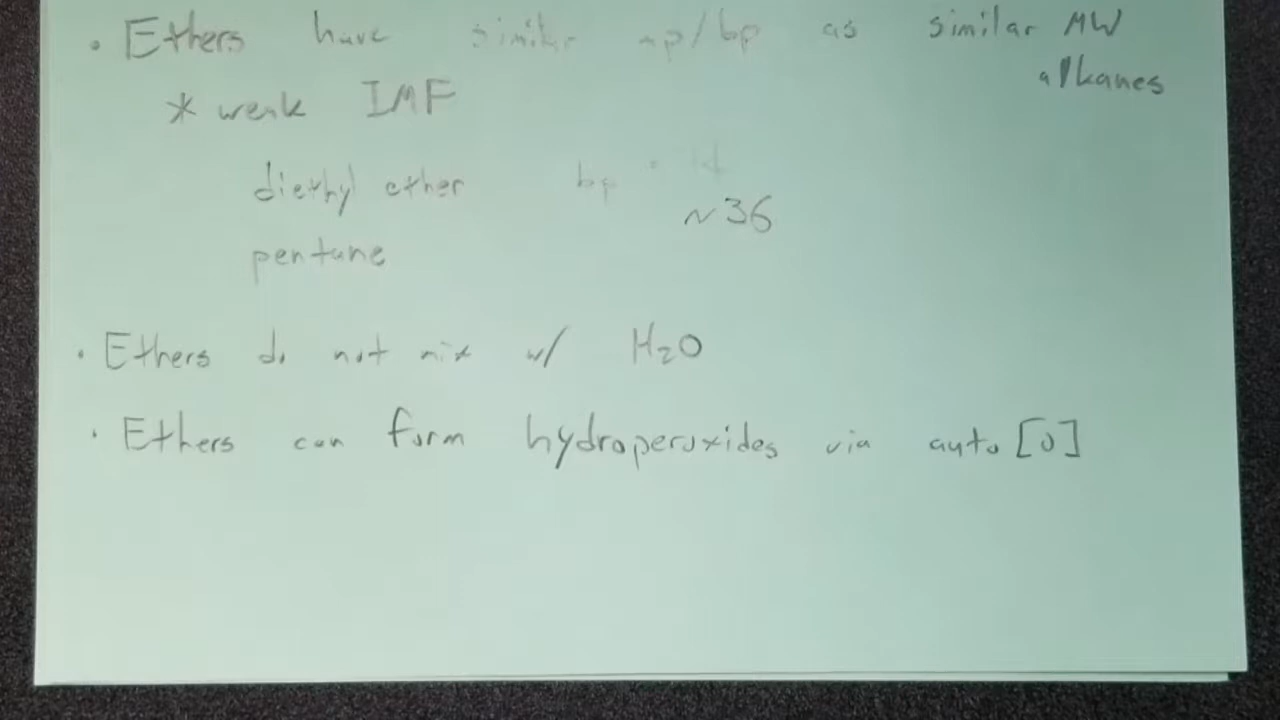 • Ethers have similar mp/bp as similar MW
alkanes
* weak IMF
diethyl ether bp
~36
pentane
• Ethers do not mix w/ H₂O
• Ethers can form hydroperoxides via auto [O]